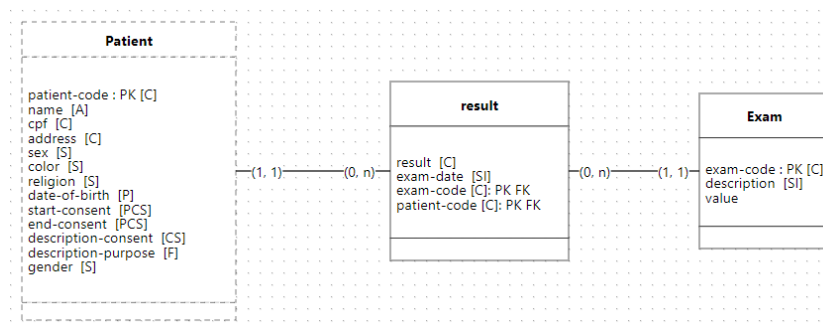 Patient
patient-code : PK [C]
name [A]
cpf [C]
address [C]
sex [S]
color [S]
religion [S]
date-of-birth [P]
start-consent [PCS]
end-consent [PCS]
description-consent [CS]
description-purpose [F]
gender [S]
(1, 1)
(0, n)
result
result [C]
exam-date [SI]
exam-code [C]: PK FK
patient-code [C]: PK FK
(0, n)
(1, 1)
Exam
exam-code : PK [C]
description [SI]
value